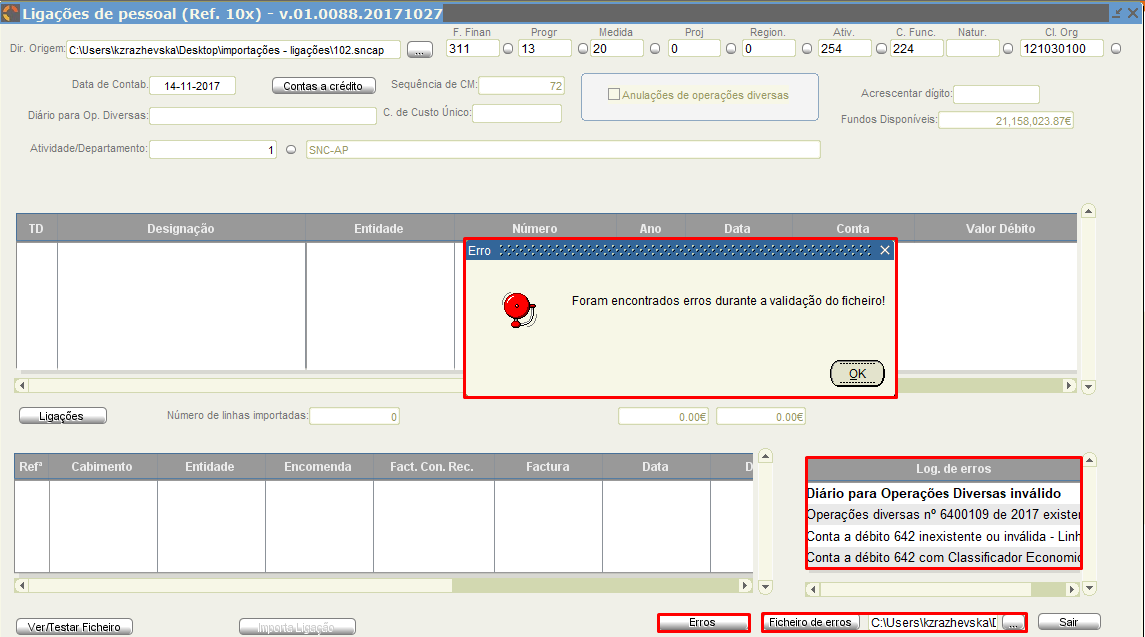 Ligações de pessoal (Ref. 10x) - v.01.0088.20171027
F. Finan Progr Medida Proj Region. Ativ. C. Func. Natur. Cl. Org
Dir. Origem: C:\Users\kzrazhevska\Desktop\importações - ligações\102.sncap ... 311 13 20 0 0 254 224 121030100
Data de Contab. 14-11-2017 Contas a crédito Sequência de CM: 72 Anulações de operações diversas Acrescentar dígito:
Diário para Op. Diversas: C. de Custo Único: Fundos Disponíveis: 21,158,023.87€
Atividade/Departamento: 1 SNC-AP
TD Designação Entidade Número Ano Data Conta Valor Débito
Erro
Foram encontrados erros durante a validação do ficheiro!
OK
Ligações Número de linhas importadas: 0 0.00€ 0.00€
Refª Cabimento Entidade Encomenda Fact. Con. Rec. Factura Data D
Log. de erros
Diário para Operações Diversas inválido
Operações diversas nº 6400109 de 2017 exister
Conta a débito 642 inexistente ou inválida - Linh
Conta a débito 642 com Classificador Economic
Ver/Testar Ficheiro Importa Ligação Erros Ficheiro de erros C:\Users\kzrazhevska\D ... Sair